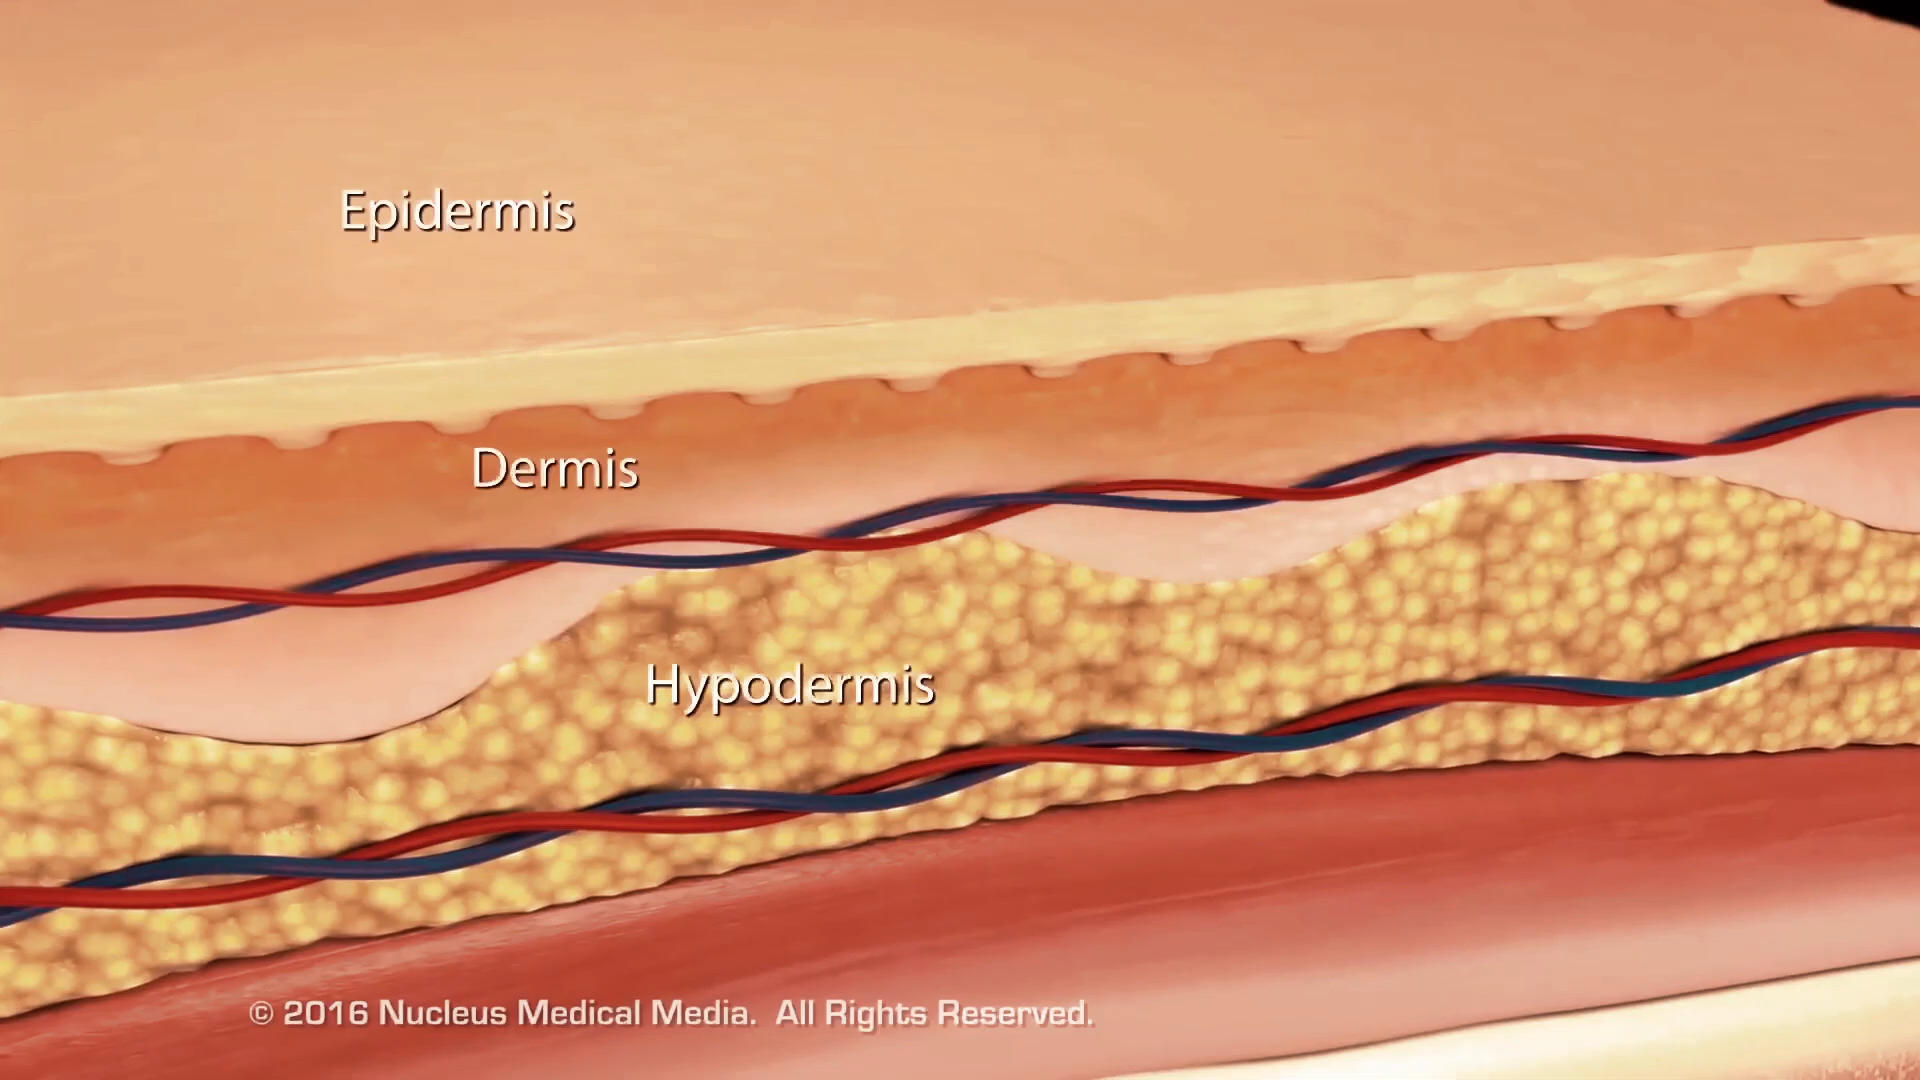 Epidermis
Dermis
Hypodermis
© 2016 Nucleus Medical Media. All Rights Reserved.